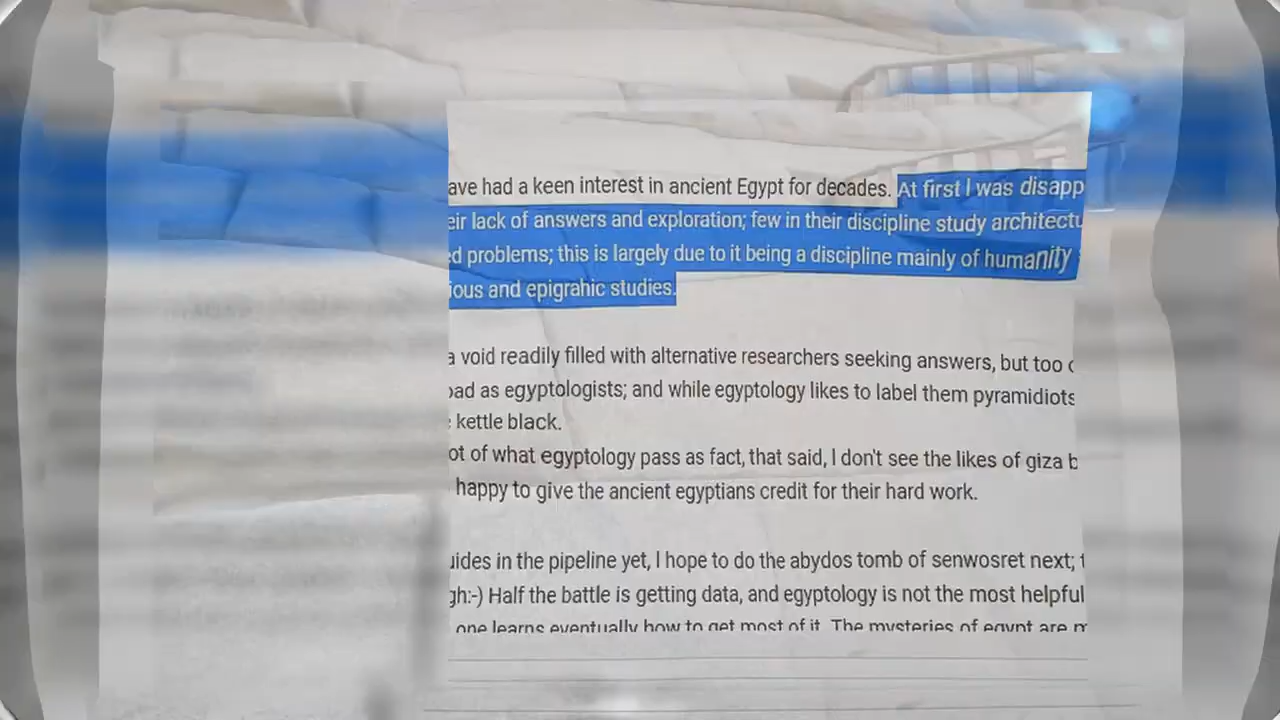 ave had a keen interest in ancient Egypt for decades. At first I was disapp
eir lack of answers and exploration; few in their discipline study architectu
ed problems; this is largely due to it being a discipline mainly of humanity
ious and epigrahic studies.
a void readily filled with alternative researchers seeking answers, but too
oad as egyptologists; and while egyptology likes to label them pyramidiots
kettle black.
ot of what egyptology pass as fact, that said, I don't see the likes of giza b
happy to give the ancient egyptians credit for their hard work.
uides in the pipeline yet, I hope to do the abydos tomb of senwosret next;
gh:-) Half the battle is getting data, and egyptology is not the most helpful
one learns eventually how to get most of it. The mysteries of egypt are